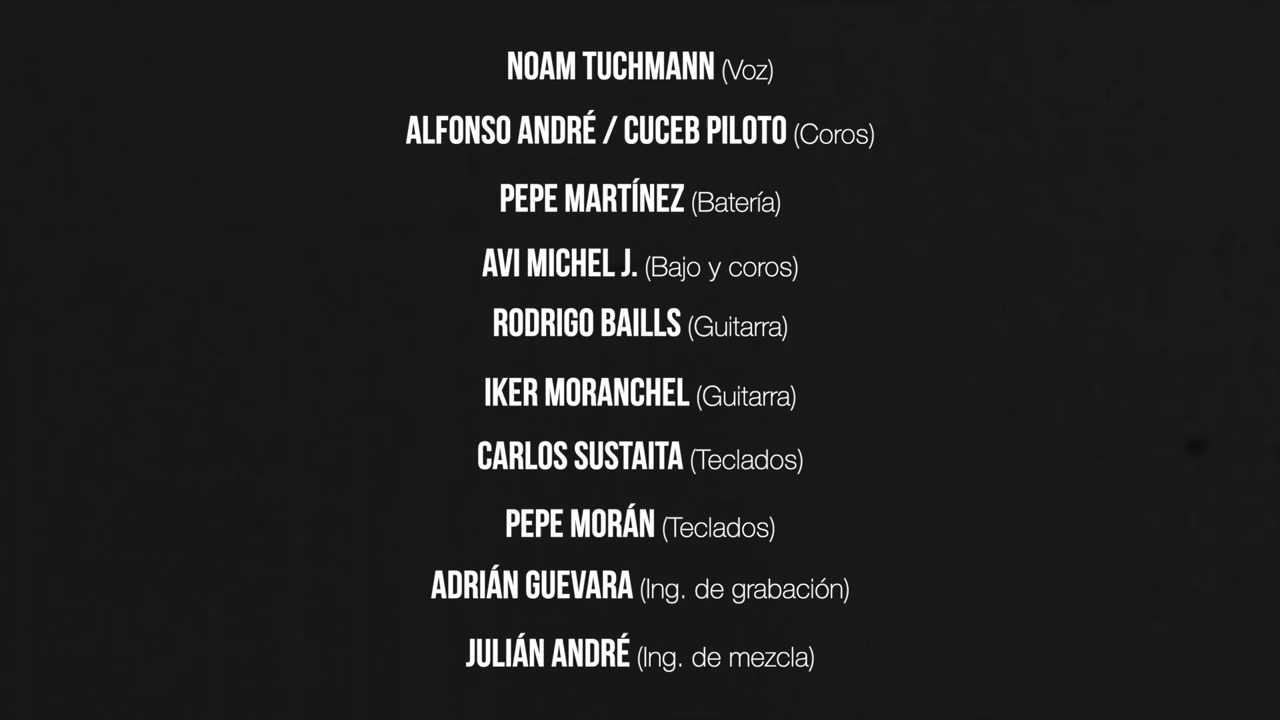 NOAM TUCHMANN (Voz)
ALFONSO ANDRÉ / CUCEB PILOTO (Coros)
PEPE MARTÍNEZ (Batería)
AVI MICHEL J. (Bajo y coros)
RODRIGO BAILLS (Guitarra)
IKER MORANCHEL (Guitarra)
CARLOS SUSTAITA (Teclados)
PEPE MORÁN (Teclados)
ADRIÁN GUEVARA (Ing. de grabación)
JULIÁN ANDRÉ (Ing. de mezcla)